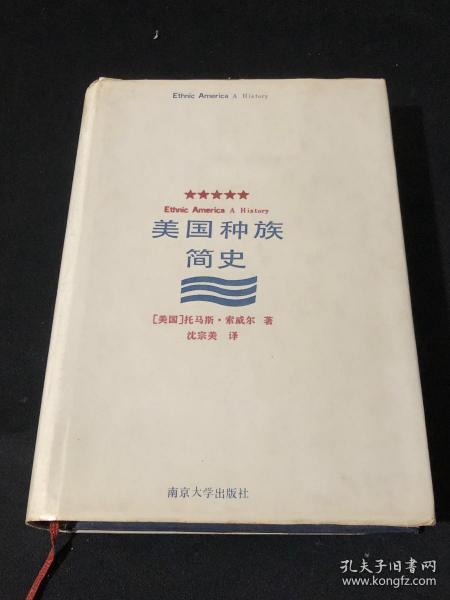 Ethnic America A History
★★★★★
Ethnic America A History
美国种族
简史
[美国]托马斯·索威尔 著
沈宗美 译
南京大学出版社
孔夫子旧书网
www.kongfz.com